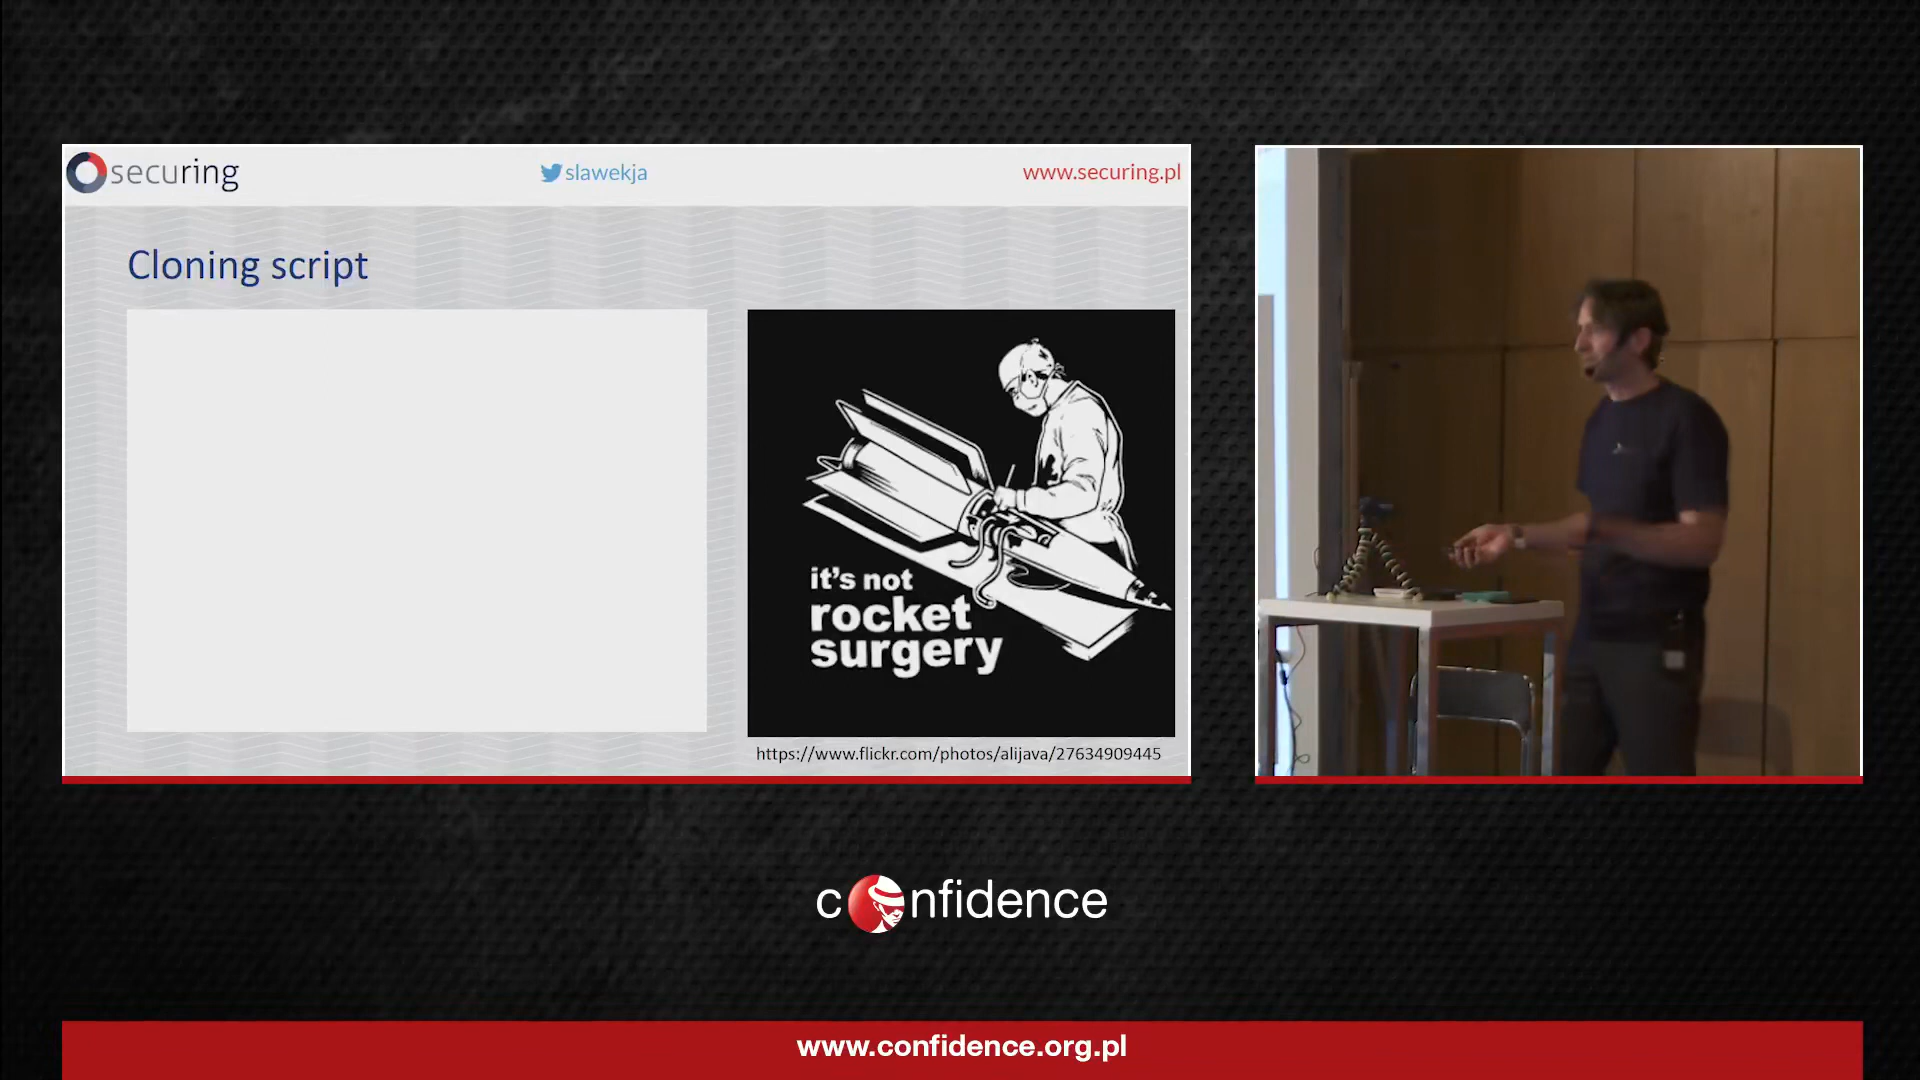 securing
slawekja
www.securing.pl
Cloning script
it's not
rocket
surgery
https://www.flickr.com/photos/alijava/27634909445
confidence
www.confidence.org.pl